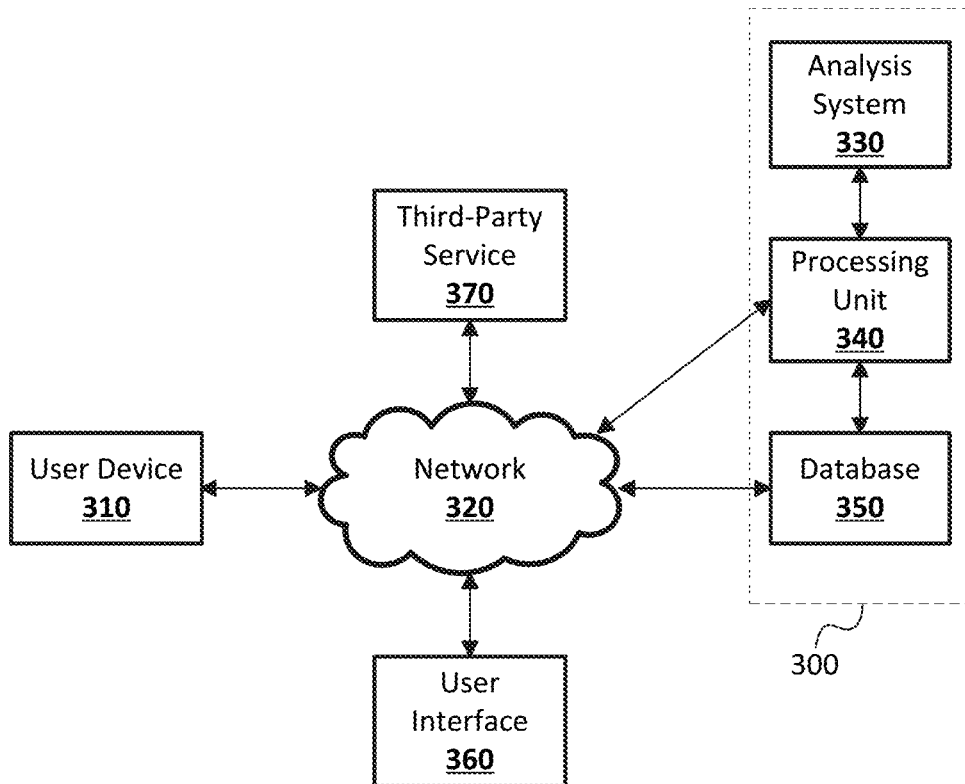 Analysis
System
330
Third-Party
Service
370
Processing
Unit
340
User Device
310
Network
320
Database
350
300
User
Interface
360